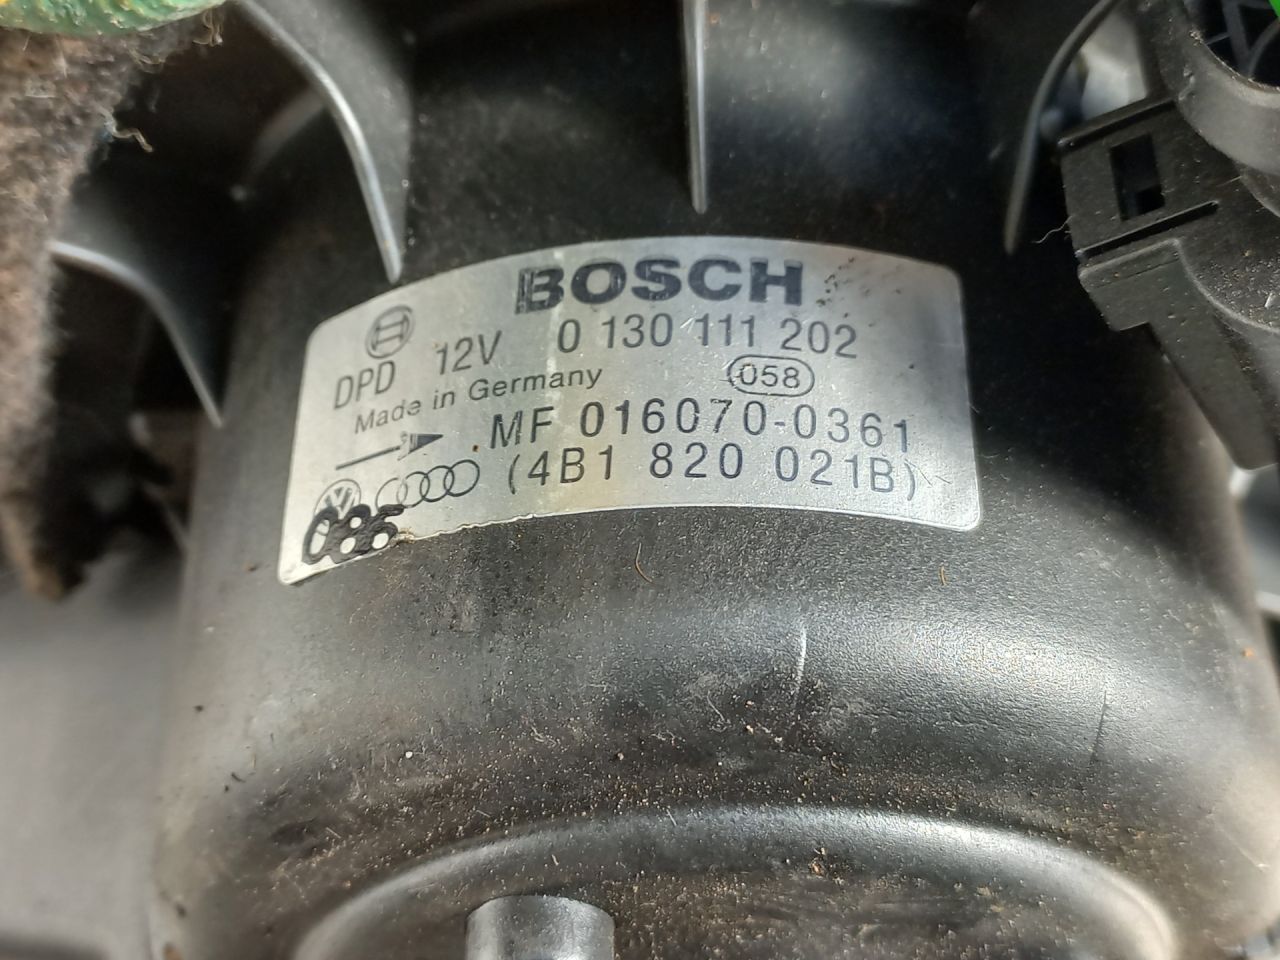 BOSCH
DPD 12V 0 130 111 202
Made in Germany 058
MF 016070-0361
(4B1 820 021B)
086